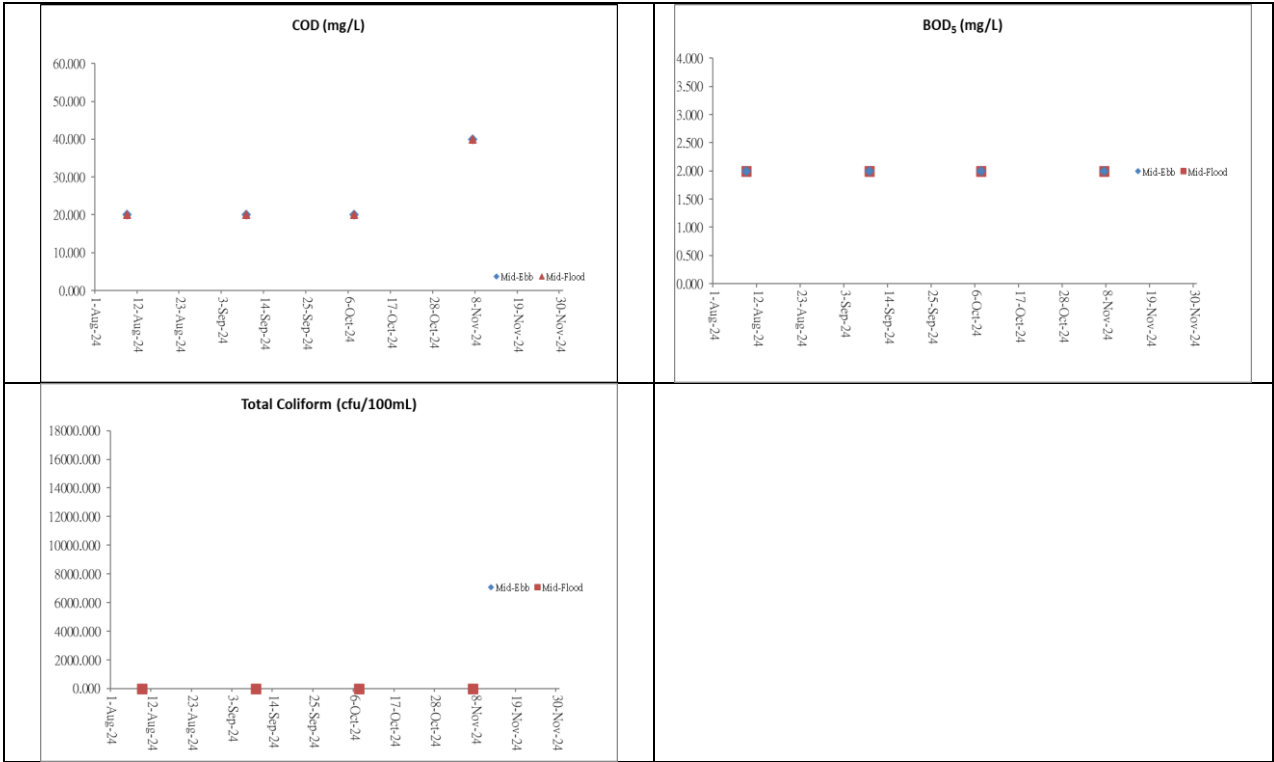 COD (mg/L)
60.000
50.000
40.000
30.000
20.000
10.000
0.000
Mid-Ebb Mid-Flood
1-Aug-24 12-Aug-24 23-Aug-24 3-Sep-24 14-Sep-24 25-Sep-24 6-Oct-24 17-Oct-24 28-Oct-24 8-Nov-24 19-Nov-24 30-Nov-24
BOD₅ (mg/L)
4.000
3.500
3.000
2.500
2.000
1.500
1.000
0.500
0.000
Mid-Ebb Mid-Flood
1-Aug-24 12-Aug-24 23-Aug-24 3-Sep-24 14-Sep-24 25-Sep-24 6-Oct-24 17-Oct-24 28-Oct-24 8-Nov-24 19-Nov-24 30-Nov-24
Total Coliform (cfu/100mL)
18000.000
16000.000
14000.000
12000.000
10000.000
8000.000
6000.000
4000.000
2000.000
0.000
Mid-Ebb Mid-Flood
1-Aug-24 12-Aug-24 23-Aug-24 3-Sep-24 14-Sep-24 25-Sep-24 6-Oct-24 17-Oct-24 28-Oct-24 8-Nov-24 19-Nov-24 30-Nov-24